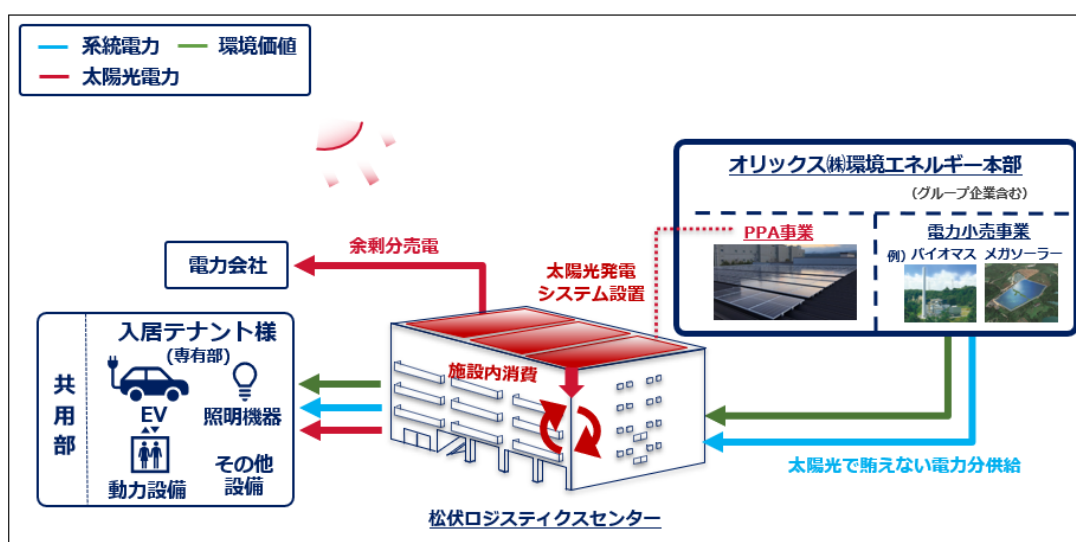 系統電力 環境価値
太陽光電力
オリックス㈱環境エネルギー本部
(グループ企業含む)
PPA事業
電力小売事業
例) バイオマス メガソーラー
余剰分売電
電力会社
太陽光発電
システム設置
入居テナント様
(専有部)
共用部
EV
照明機器
動力設備
その他
設備
施設内消費
太陽光で賄えない電力分供給
松伏ロジスティクスセンター